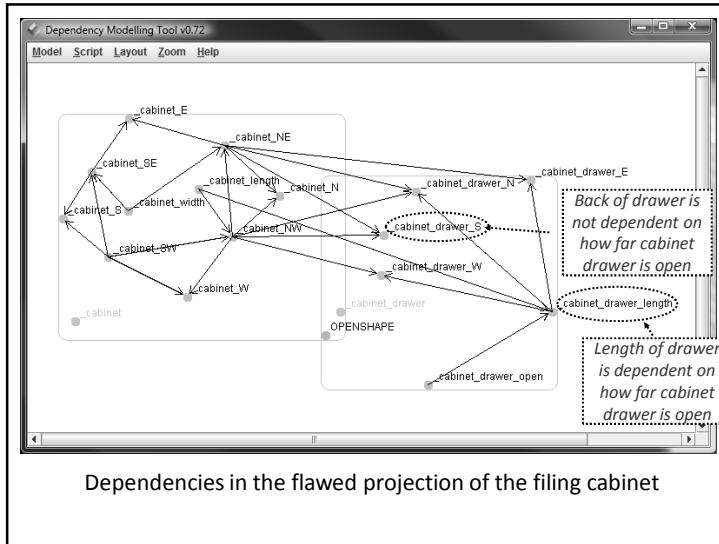 Dependency Modelling Tool v0.72
Model Script Layout Zoom Help
_cabinet_E
_cabinet_NE
_cabinet_SE
_cabinet_length
_cabinet_N
_cabinet_drawer_N
_cabinet_drawer_E
_cabinet_S
_cabinet_width
_cabinet_NW
_cabinet_drawer_S
_cabinet_SW
_cabinet_drawer_W
_cabinet_W
_cabinet
_cabinet_drawer
OPENSHAPE
_cabinet_drawer_length
_cabinet_drawer_open
Back of drawer is
not dependent on
how far cabinet
drawer is open
Length of drawer
is dependent on
how far cabinet
drawer is open
Dependencies in the flawed projection of the filing cabinet